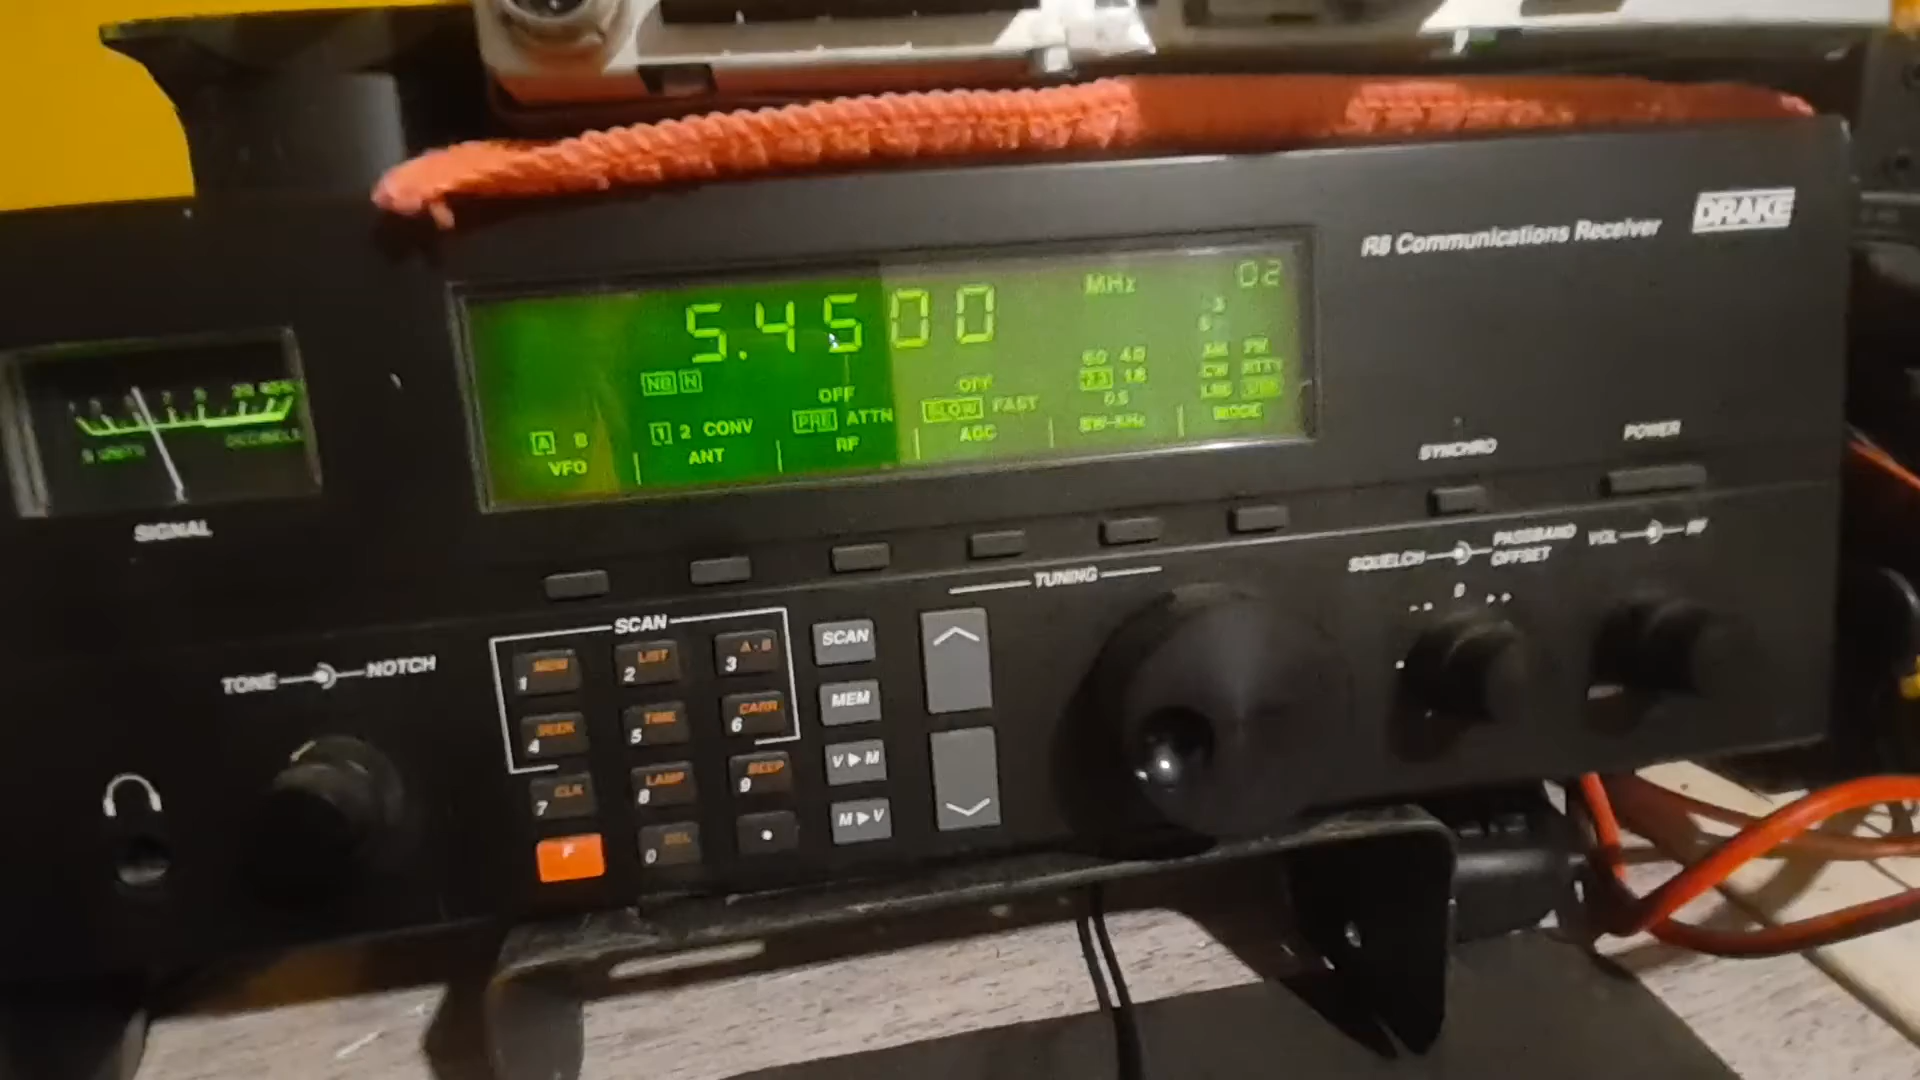 DRAKE
R8 Communications Receiver
5.4500 MHz 02
NB N
OFF
OFF
6.0 4.0
2.3 1.8
0.5
AM FM
CW RTTY
LSB USB
A B
VFO
1 2 CONV
ANT
PRE ATTN
RF
SLOW FAST
AGC
BW-KHz
MODE
S UNITS
DECIBELS
SIGNAL
SYNCHRO
POWER
TUNING
SQUELCH
PASSBAND
OFFSET
VOL
RF
0
SCAN
TONE
NOTCH
MEM
1
LIST
2
A-B
3
SCAN
SEEK
4
TIME
5
CARR
6
MEM
CLK
7
LAMP
8
BEEP
9
V▶M
F
DEL
0
•
M▶V